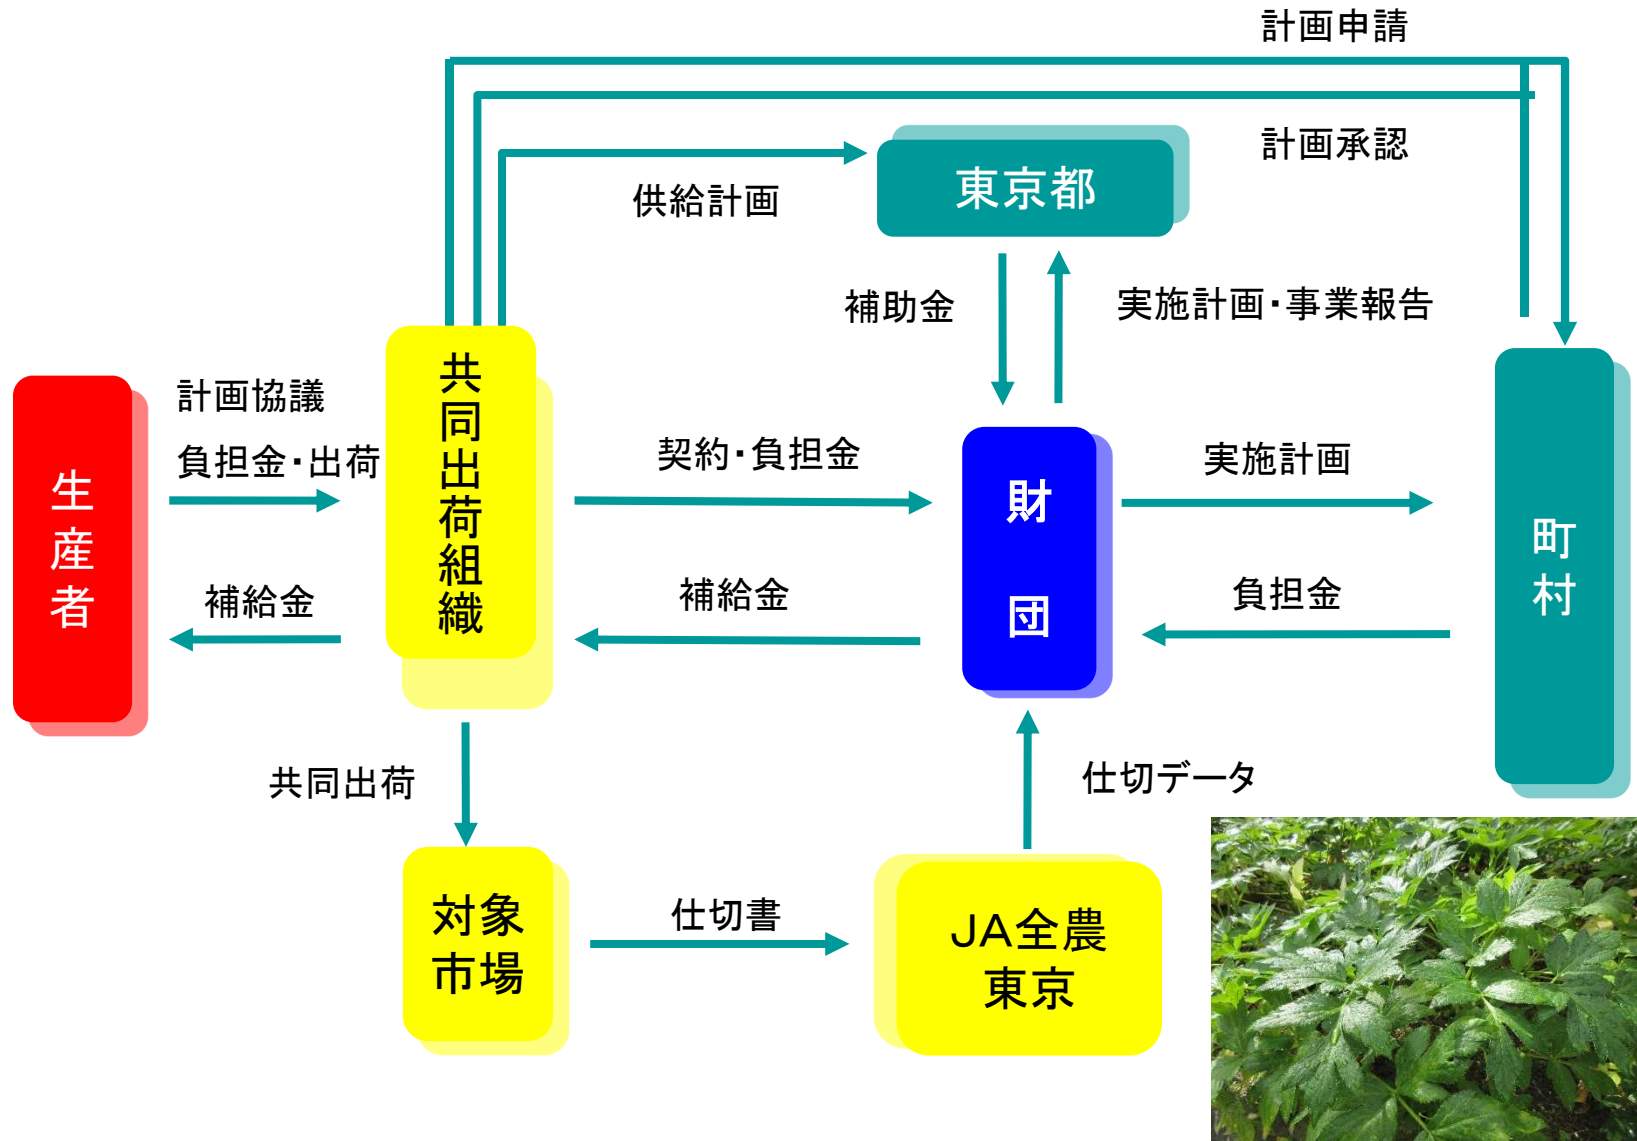 計画申請
計画承認
東京都
供給計画
補助金
実施計画・事業報告
共同出荷組織
計画協議
負担金・出荷
契約・負担金
実施計画
生産者
財団
町村
補給金
補給金
負担金
共同出荷
仕切データ
対象
市場
仕切書
JA全農
東京